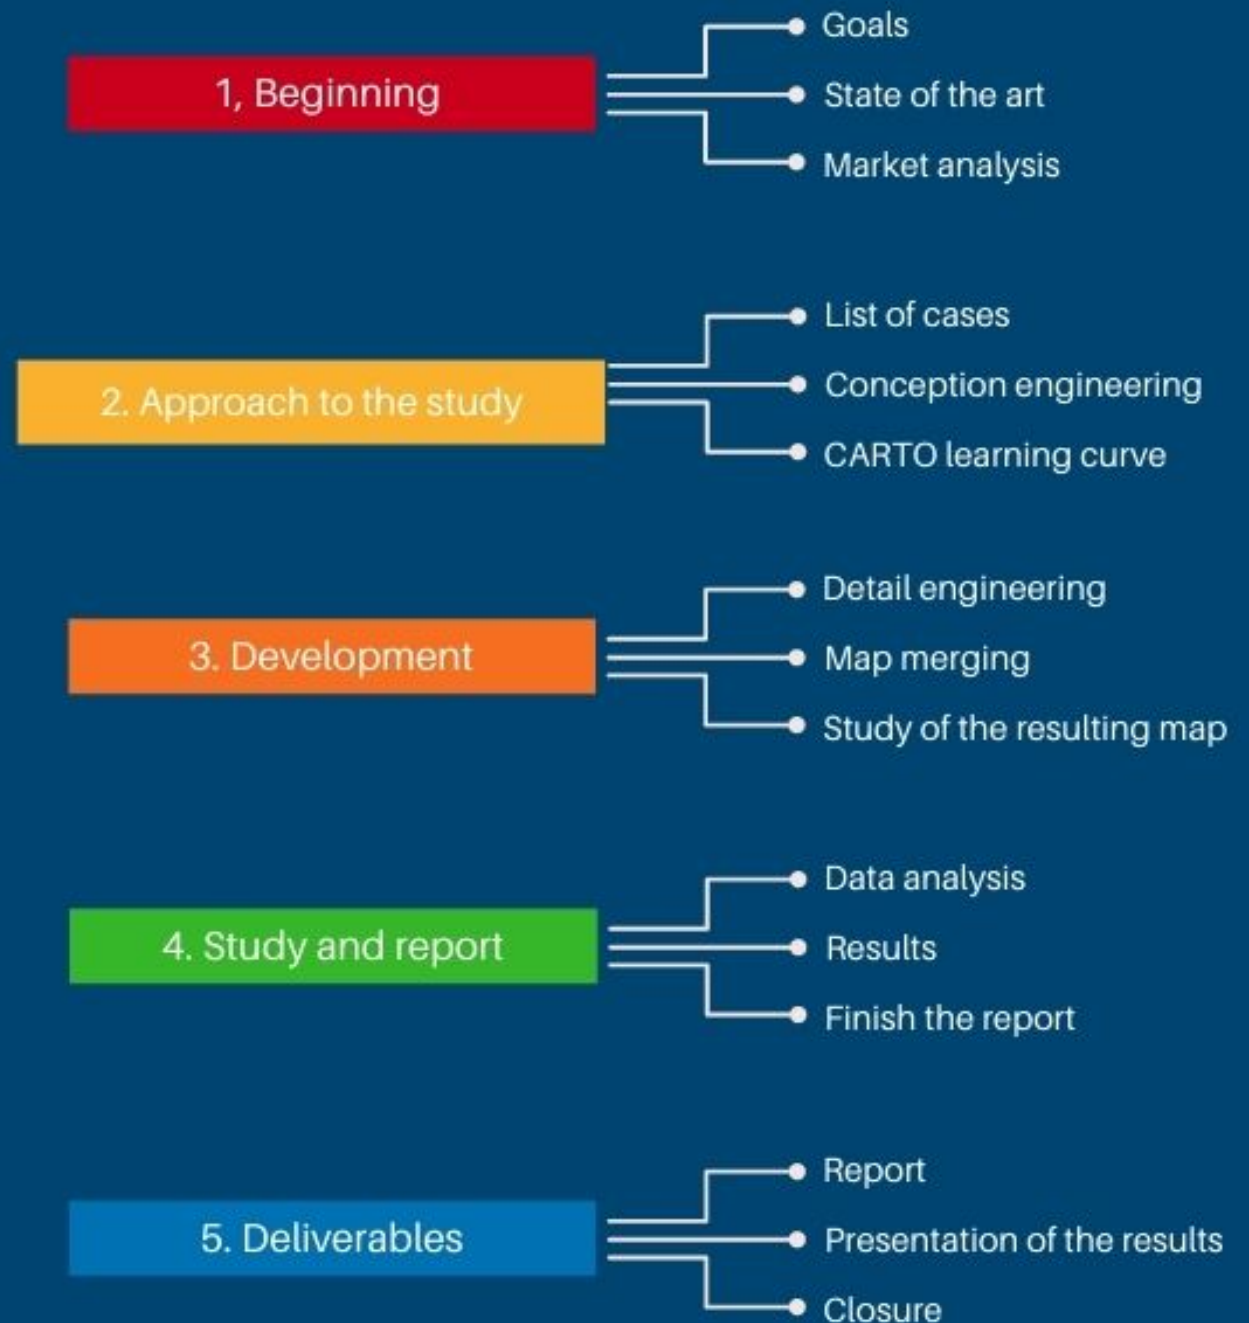 1, Beginning
Goals
State of the art
Market analysis
2. Approach to the study
List of cases
Conception engineering
CARTO learning curve
3. Development
Detail engineering
Map merging
Study of the resulting map
4. Study and report
Data analysis
Results
Finish the report
5. Deliverables
Report
Presentation of the results
Closure